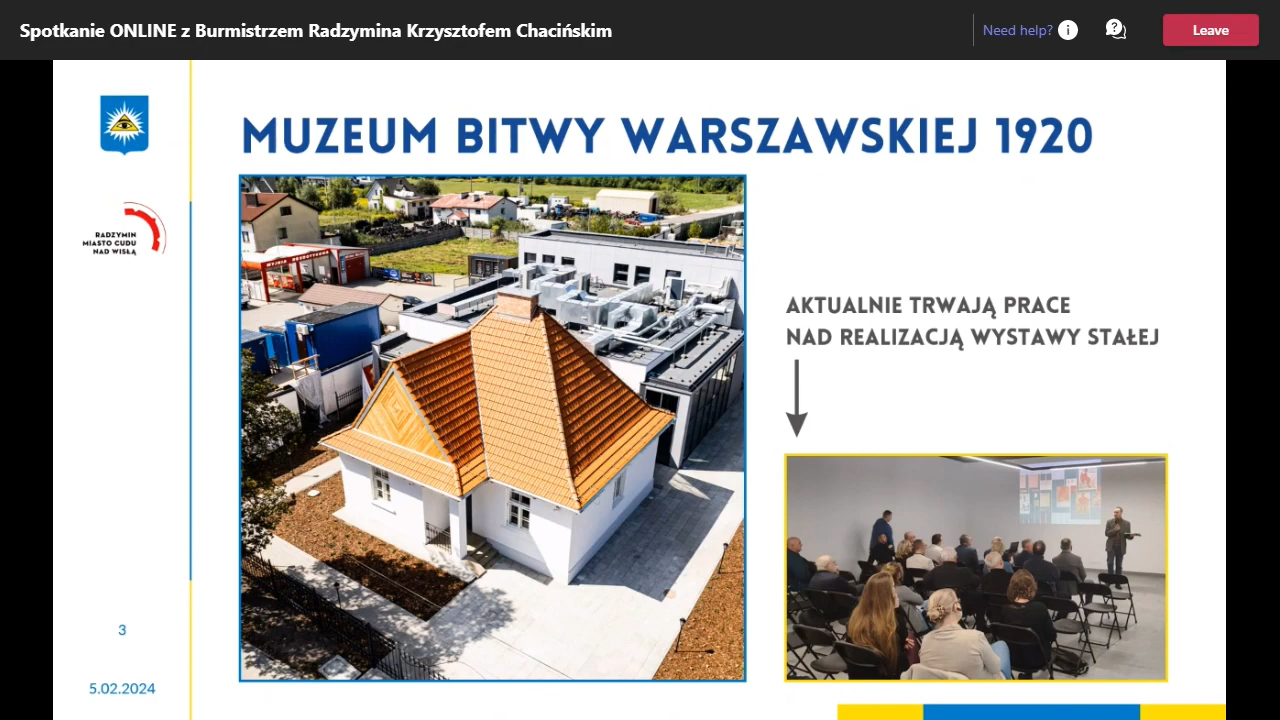 Spotkanie ONLINE z Burmistrzem Radzymina Krzysztofem Chacińskim
Need help?
Leave
MUZEUM BITWY WARSZAWSKIEJ 1920
RADZYMIN
MIASTO CUDU
NAD WISŁĄ
AKTUALNIE TRWAJĄ PRACE
NAD REALIZACJĄ WYSTAWY STAŁEJ
3
5.02.2024